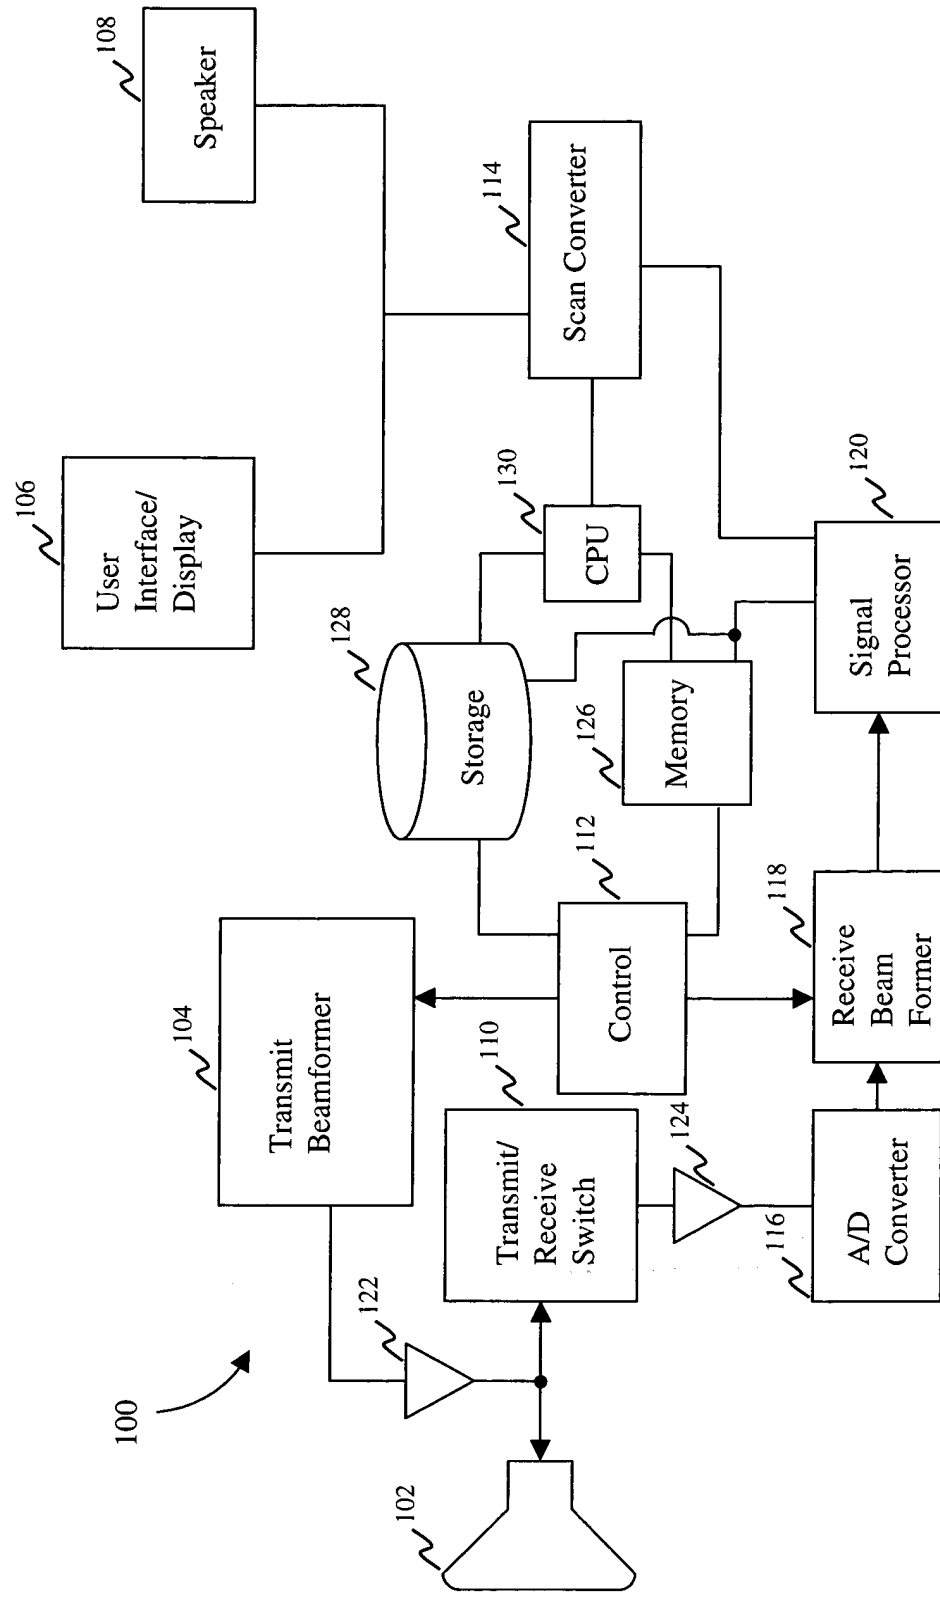 100
102
122
104
Transmit
Beamformer
106
User
Interface/
Display
108
Speaker
110
Transmit/
Receive
Switch
112
Control
128
Storage
130
CPU
114
Scan Converter
126
Memory
124
116
A/D
Converter
118
Receive
Beam
Former
120
Signal
Processor